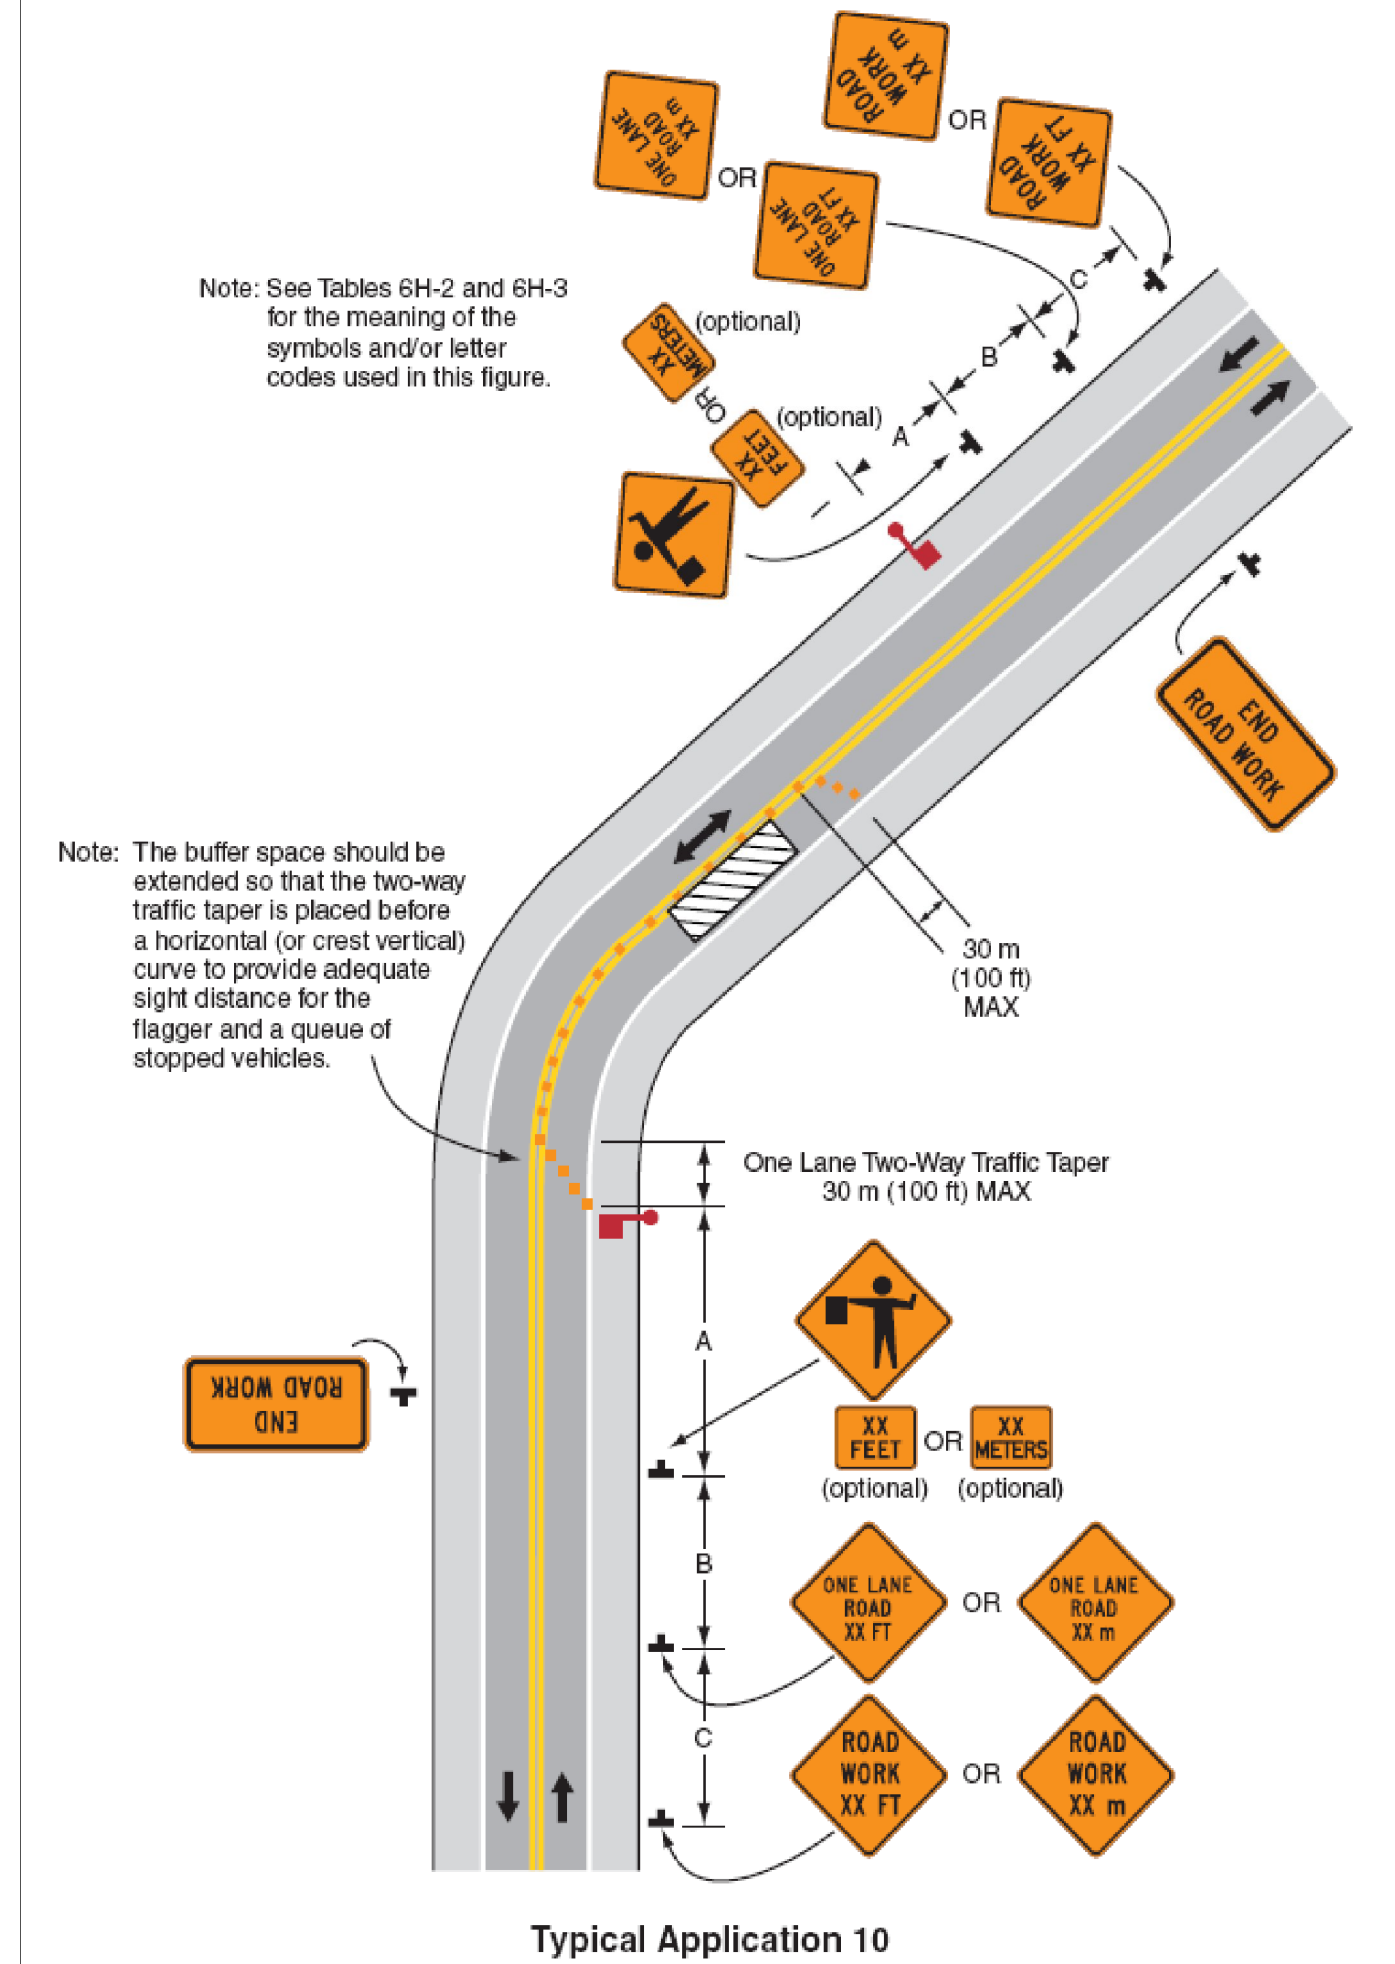 ROAD
WORK
XX m
OR
ROAD
WORK
XX FT
ONE LANE
ROAD
XX m
OR
ONE LANE
ROAD
XX FT
C
Note: See Tables 6H-2 and 6H-3
for the meaning of the
symbols and/or letter
codes used in this figure.
XX
METERS
(optional)
OR
XX
FEET
(optional)
B
A
END
ROAD WORK
Note: The buffer space should be
extended so that the two-way
traffic taper is placed before
a horizontal (or crest vertical)
curve to provide adequate
sight distance for the
flagger and a queue of
stopped vehicles.
30 m
(100 ft)
MAX
One Lane Two-Way Traffic Taper
30 m (100 ft) MAX
A
END
ROAD WORK
XX
FEET
OR
XX
METERS
(optional)
(optional)
B
ONE LANE
ROAD
XX FT
OR
ONE LANE
ROAD
XX m
C
ROAD
WORK
XX FT
OR
ROAD
WORK
XX m
Typical Application 10